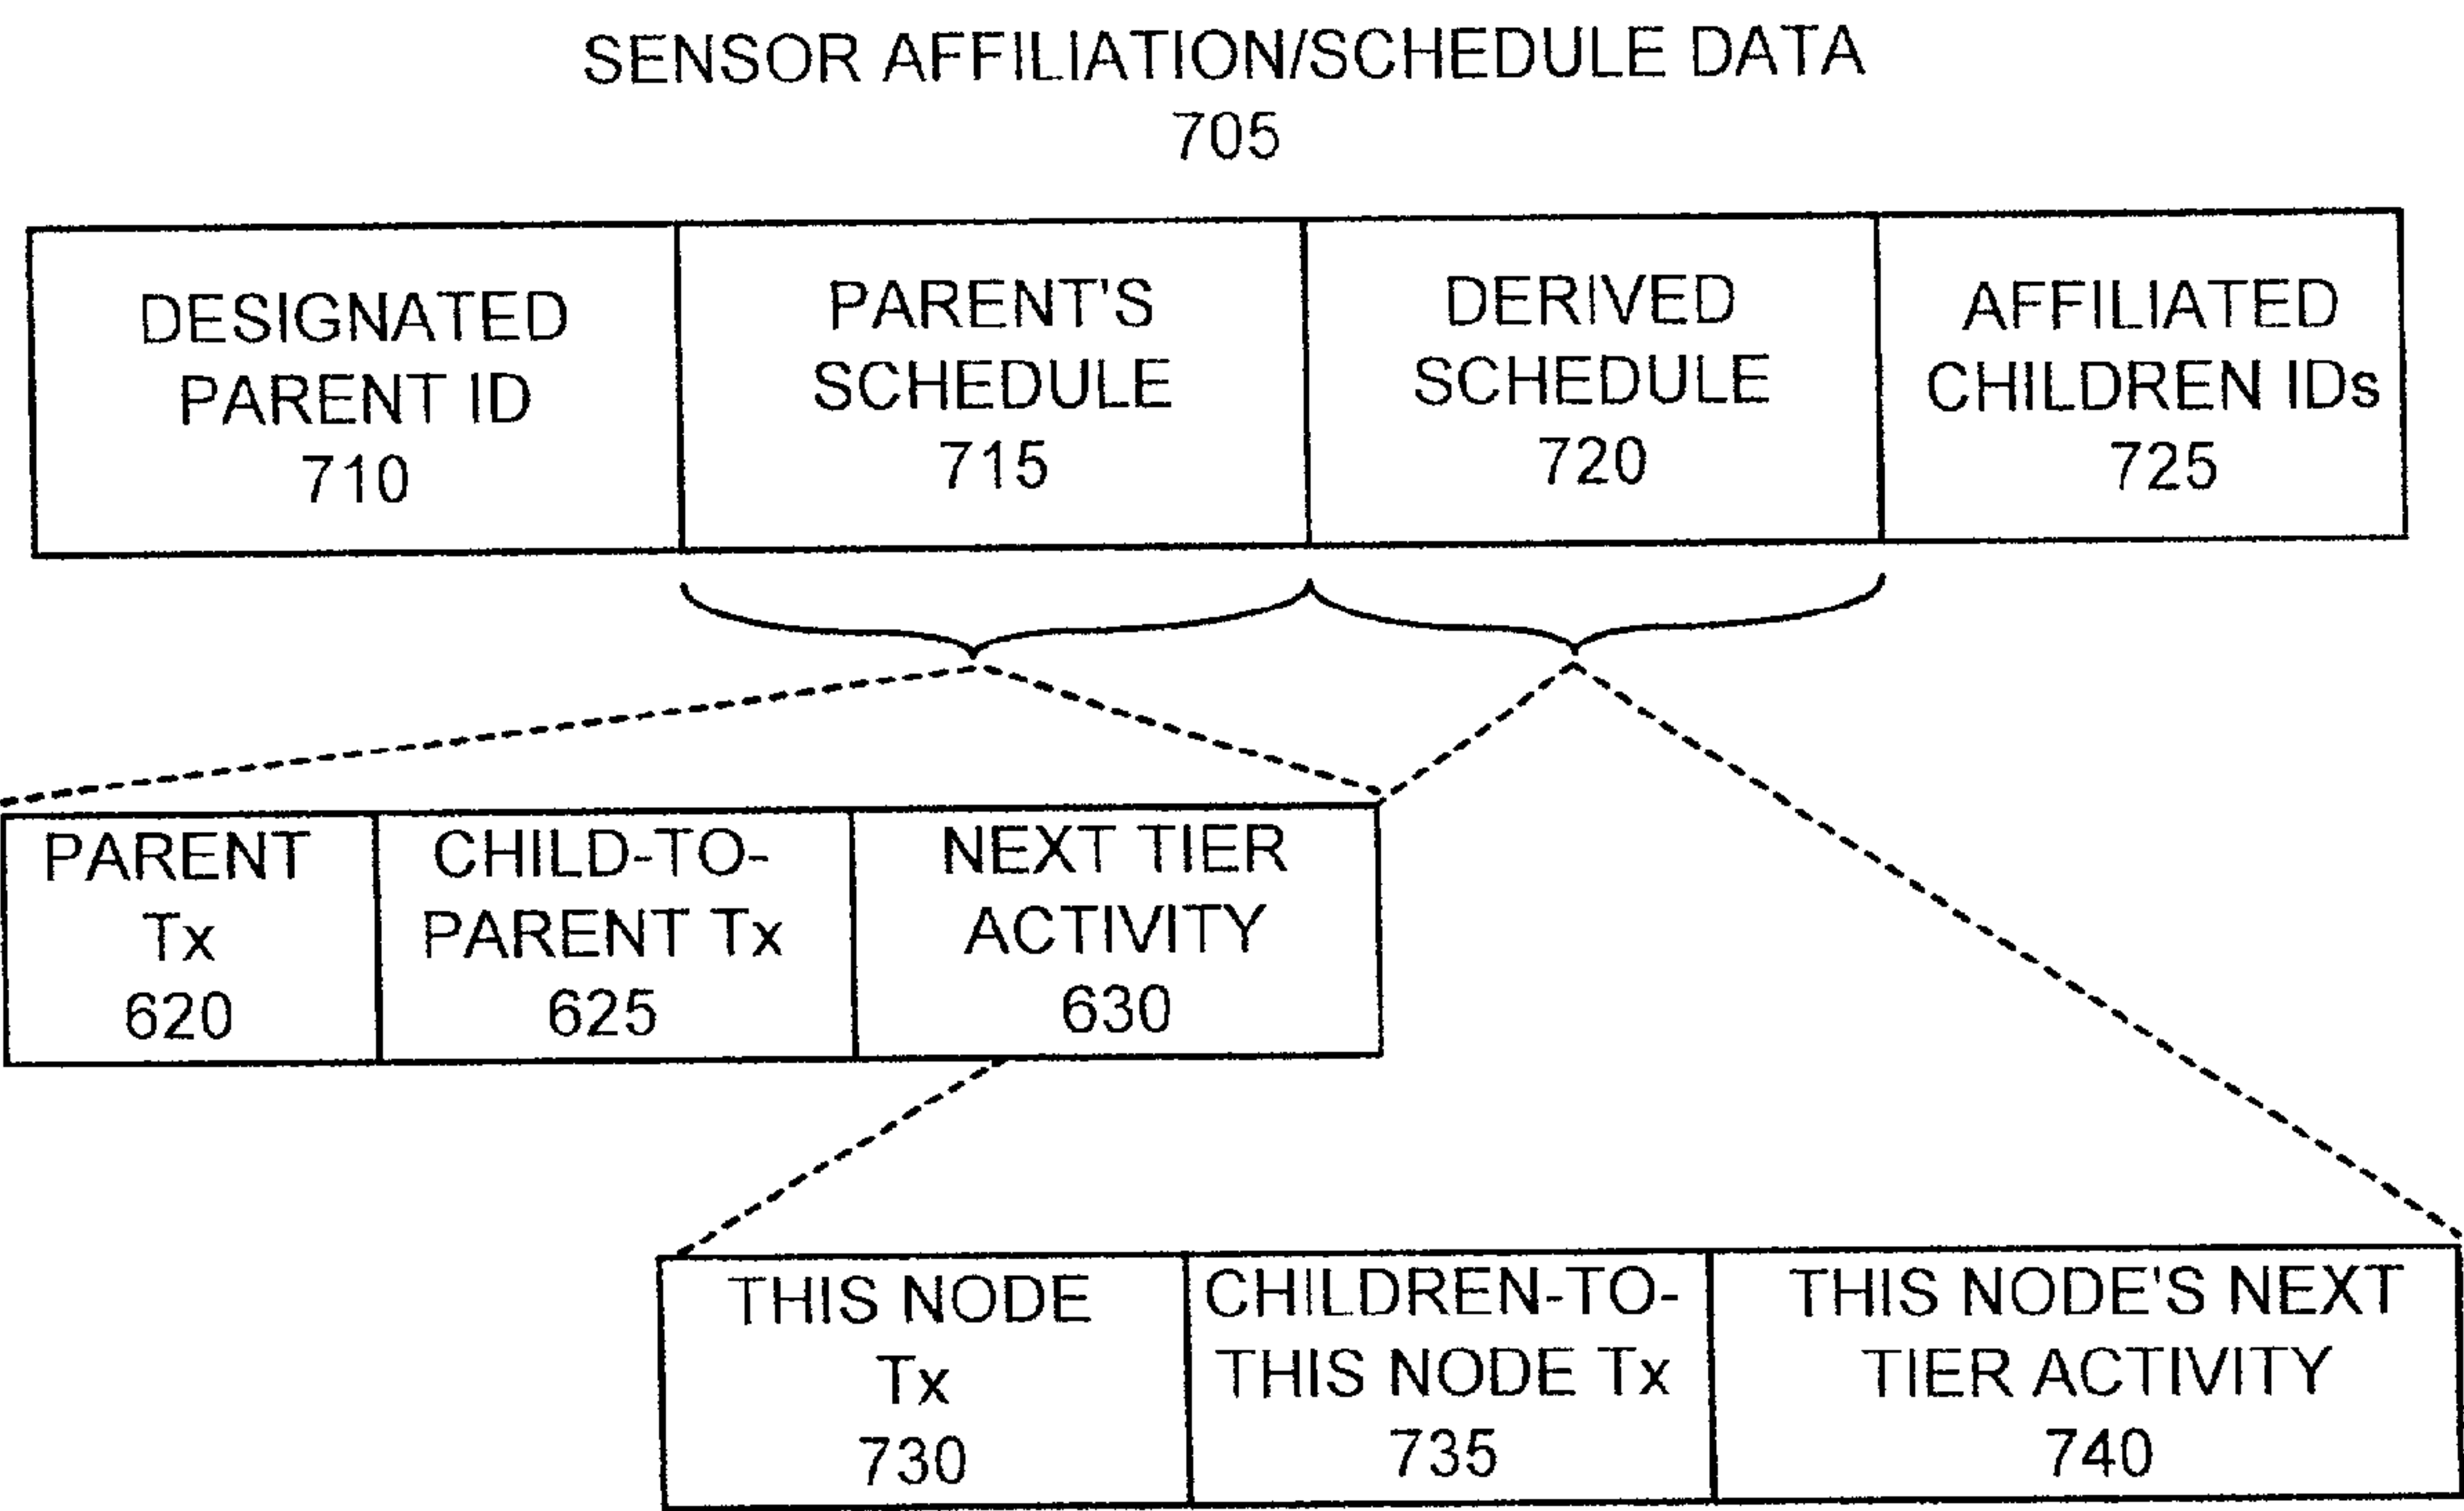 SENSOR AFFILIATION/SCHEDULE DATA
705
DESIGNATED
PARENT ID
710
PARENT'S
SCHEDULE
715
DERIVED
SCHEDULE
720
AFFILIATED
CHILDREN IDs
725
PARENT
Tx
620
CHILD-TO-
PARENT Tx
625
NEXT TIER
ACTIVITY
630
THIS NODE
Tx
730
CHILDREN-TO-
THIS NODE Tx
735
THIS NODE'S NEXT
TIER ACTIVITY
740